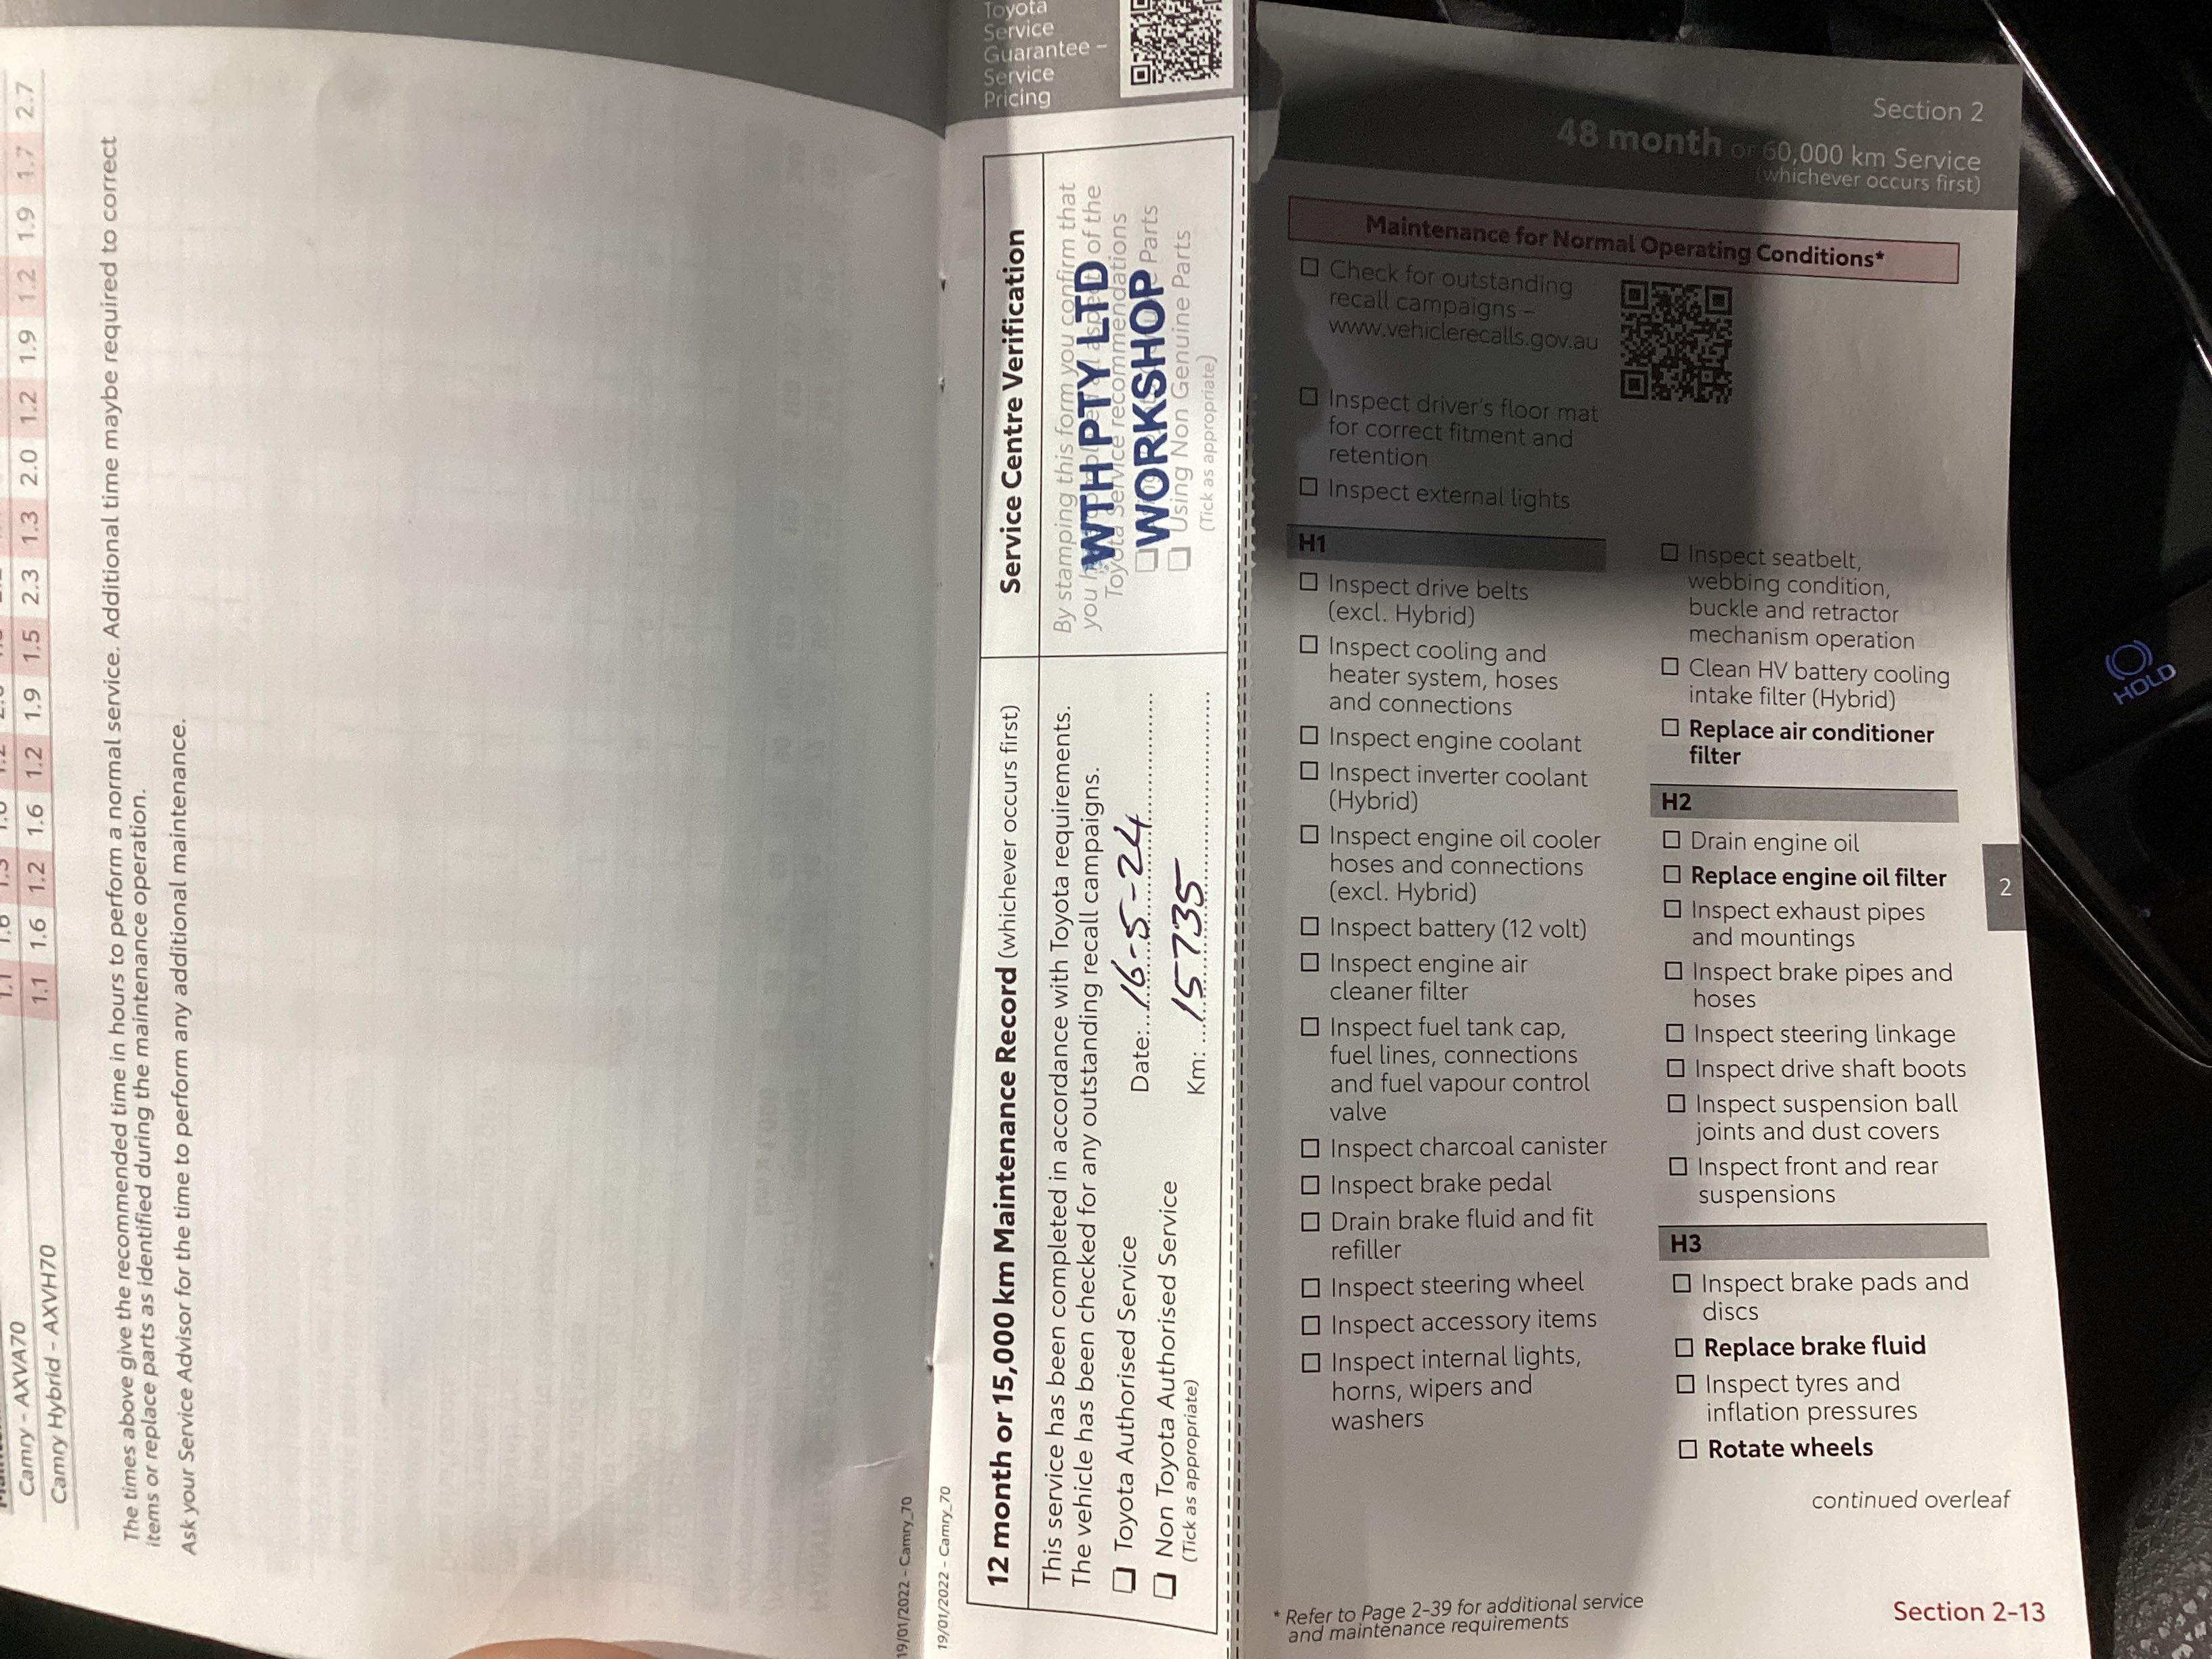 1.1 1.6 1.2 1.6 1.2 1.9 1.5 2.3 1.3 2.0 1.2 1.9 1.2 1.9 1.7 2.7
Camry - AXVA70
Camry Hybrid - AXVH70
The times above give the recommended time in hours to perform a normal service. Additional time maybe required to correct
items or replace parts as identified during the maintenance operation.
Ask your Service Advisor for the time to perform any additional maintenance.
19/01/2022 - Camry_70
19/01/2022 - Camry_70
Toyota
Service
Guarantee –
Service
Pricing
12 month or 15,000 km Maintenance Record (whichever occurs first)
This service has been completed in accordance with Toyota requirements.
The vehicle has been checked for any outstanding recall campaigns.
Toyota Authorised Service
Date: 16-5-24
Non Toyota Authorised Service
Km: 15735
(Tick as appropriate)
Service Centre Verification
By stamping this form you confirm that
you of the
Toyota service recommendations
Parts
Using Non Genuine Parts
(Tick as appropriate)
WTH PTY LTD
WORKSHOP
Section 2
48 month or 60,000 km Service
(whichever occurs first)
Maintenance for Normal Operating Conditions*
Check for outstanding
recall campaigns –
www.vehiclerecalls.gov.au
Inspect driver's floor mat
for correct fitment and
retention
Inspect external lights
H1
Inspect drive belts
(excl. Hybrid)
Inspect cooling and
heater system, hoses
and connections
Inspect engine coolant
Inspect inverter coolant
(Hybrid)
Inspect engine oil cooler
hoses and connections
(excl. Hybrid)
Inspect battery (12 volt)
Inspect engine air
cleaner filter
Inspect fuel tank cap,
fuel lines, connections
and fuel vapour control
valve
Inspect charcoal canister
Inspect brake pedal
Drain brake fluid and fit
refiller
Inspect steering wheel
Inspect accessory items
Inspect internal lights,
horns, wipers and
washers
Inspect seatbelt,
webbing condition,
buckle and retractor
mechanism operation
Clean HV battery cooling
intake filter (Hybrid)
Replace air conditioner
filter
H2
Drain engine oil
Replace engine oil filter
Inspect exhaust pipes
and mountings
Inspect brake pipes and
hoses
Inspect steering linkage
Inspect drive shaft boots
Inspect suspension ball
joints and dust covers
Inspect front and rear
suspensions
H3
Inspect brake pads and
discs
Replace brake fluid
Inspect tyres and
inflation pressures
Rotate wheels
continued overleaf
2
* Refer to Page 2-39 for additional service
and maintenance requirements
Section 2-13
HOLD